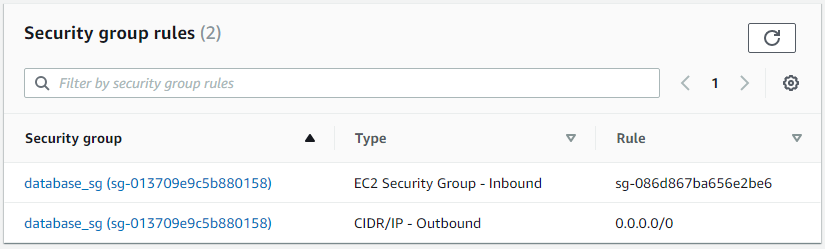 Security group rules (2)
Filter by security group rules
1
Security group Type Rule
database_sg (sg-013709e9c5b880158) EC2 Security Group - Inbound sg-086d867ba656e2be6
database_sg (sg-013709e9c5b880158) CIDR/IP - Outbound 0.0.0.0/0